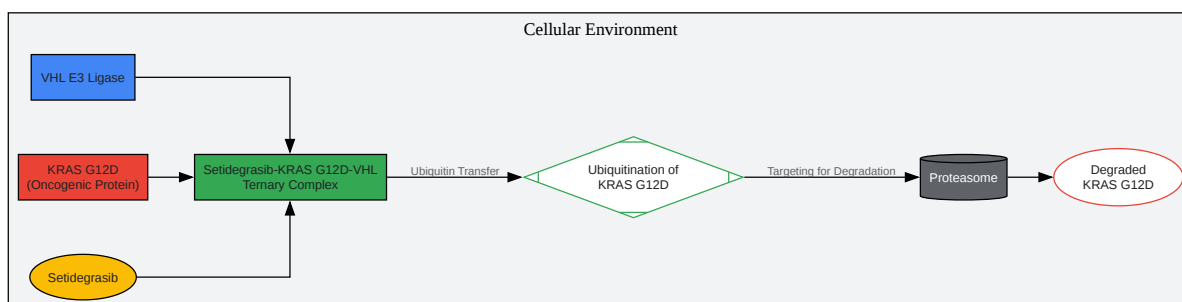 Cellular Environment
VHL E3 Ligase
KRAS G12D
(Oncogenic Protein)
Setidegrasib-KRAS G12D-VHL
Ternary Complex
Ubiquitin Transfer
Ubiquitination of
KRAS G12D
Targeting for Degradation
Proteasome
Degraded
KRAS G12D
Setidegrasib